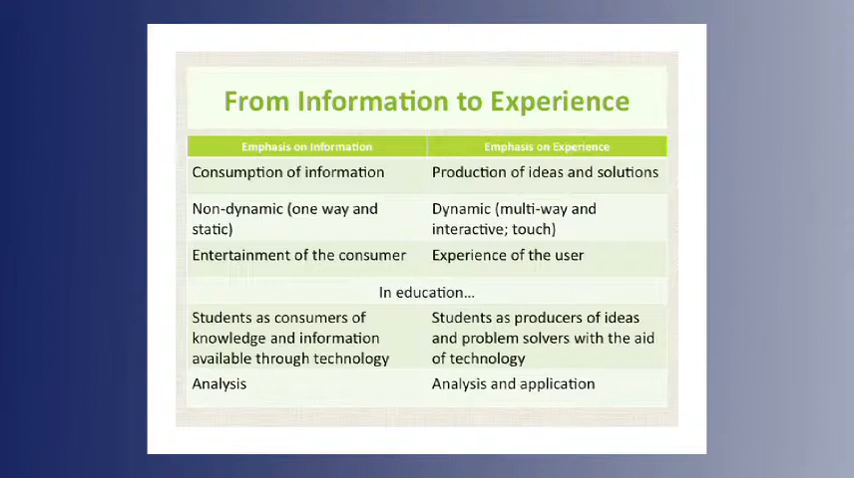 From Information to Experience
Emphasis on Information
Emphasis on Experience
Consumption of information
Production of ideas and solutions
Non-dynamic (one way and
static)
Dynamic (multi-way and
interactive; touch)
Entertainment of the consumer
Experience of the user
In education...
Students as consumers of
knowledge and information
available through technology
Students as producers of ideas
and problem solvers with the aid
of technology
Analysis
Analysis and application